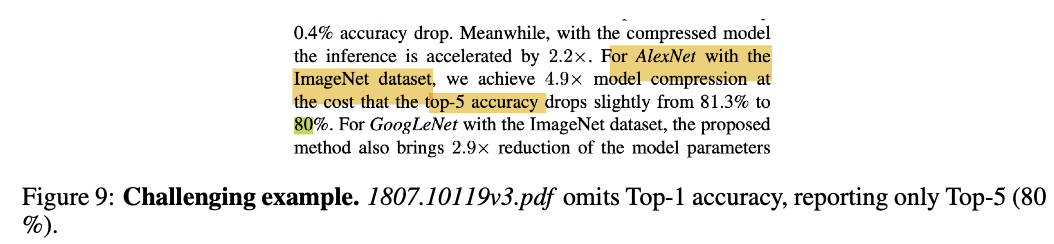 0.4% accuracy drop. Meanwhile, with the compressed model
the inference is accelerated by 2.2×. For AlexNet with the
ImageNet dataset, we achieve 4.9× model compression at
the cost that the top-5 accuracy drops slightly from 81.3% to
80%. For GoogLeNet with the ImageNet dataset, the proposed
method also brings 2.9× reduction of the model parameters
Figure 9: Challenging example. 1807.10119v3.pdf omits Top-1 accuracy, reporting only Top-5 (80
%).